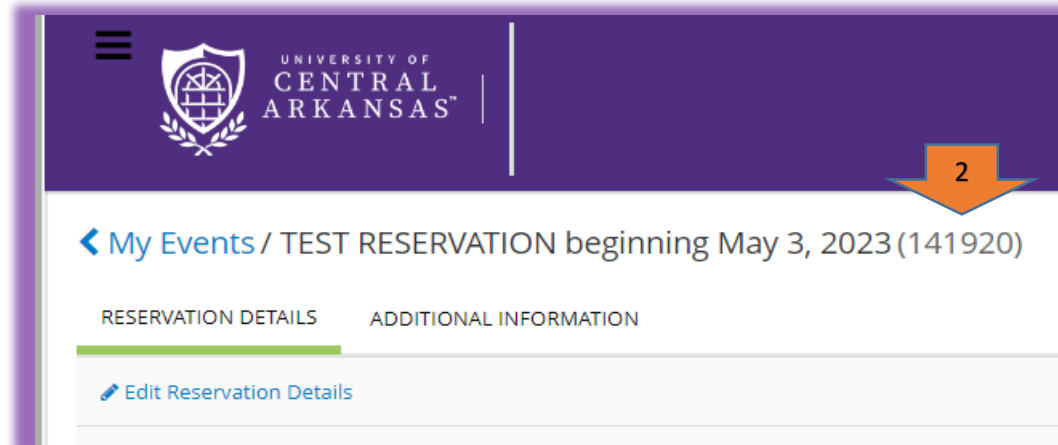 UNIVERSITY OF
CENTRAL
ARKANSAS™
2
My Events / TEST RESERVATION beginning May 3, 2023 (141920)
RESERVATION DETAILS ADDITIONAL INFORMATION
Edit Reservation Details